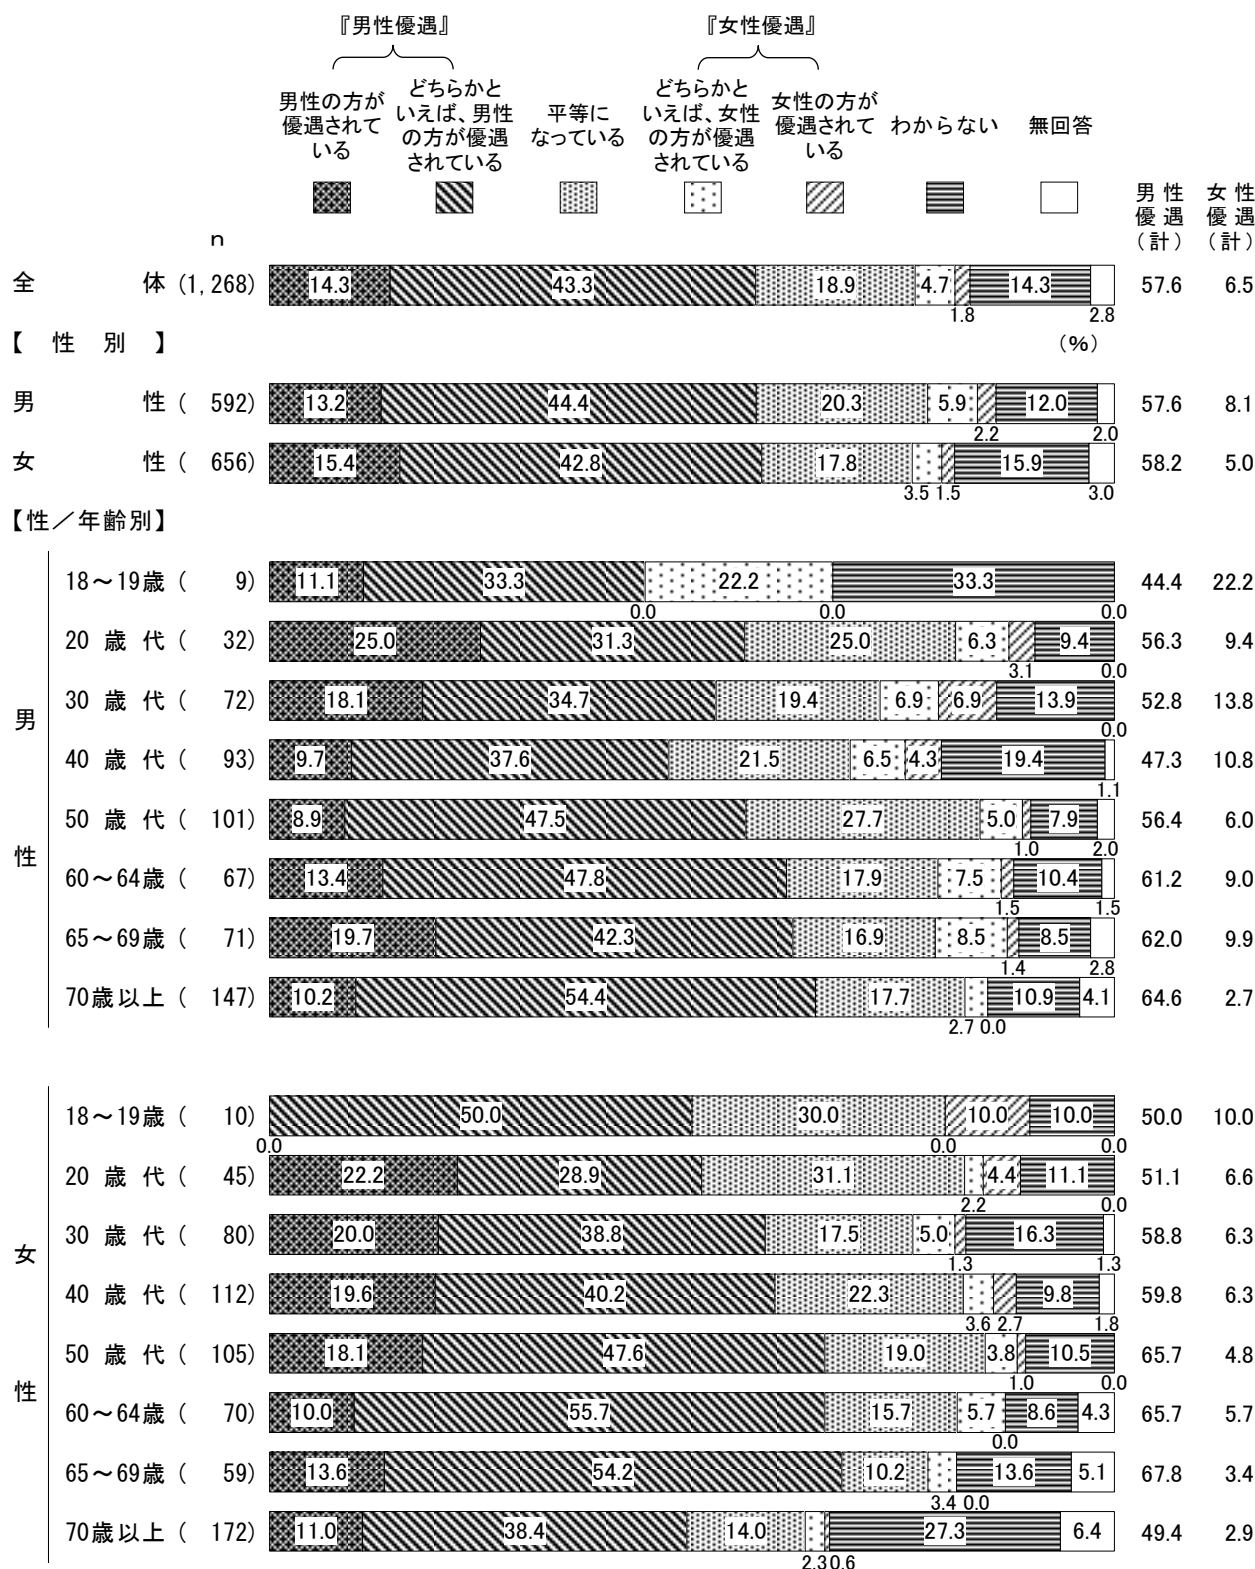 『男性優遇』 『女性優遇』
男性の方が優遇されている
どちらかといえば、男性の方が優遇されている
平等になっている
どちらかといえば、女性の方が優遇されている
女性の方が優遇されている
わからない
無回答
男性優遇(計) 女性優遇(計)
n
全体 (1,268) 14.3 43.3 18.9 4.7 1.8 14.3 2.8 57.6 6.5
【性別】 (%)
男性 ( 592) 13.2 44.4 20.3 5.9 2.2 12.0 2.0 57.6 8.1
女性 ( 656) 15.4 42.8 17.8 3.5 1.5 15.9 3.0 58.2 5.0
【性/年齢別】
男性
18~19歳 ( 9) 11.1 33.3 0.0 22.2 0.0 33.3 0.0 44.4 22.2
20歳代 ( 32) 25.0 31.3 25.0 6.3 3.1 9.4 0.0 56.3 9.4
30歳代 ( 72) 18.1 34.7 19.4 6.9 6.9 13.9 0.0 52.8 13.8
40歳代 ( 93) 9.7 37.6 21.5 6.5 4.3 19.4 1.1 47.3 10.8
50歳代 ( 101) 8.9 47.5 27.7 5.0 1.0 7.9 2.0 56.4 6.0
60~64歳 ( 67) 13.4 47.8 17.9 7.5 1.5 10.4 1.5 61.2 9.0
65~69歳 ( 71) 19.7 42.3 16.9 8.5 1.4 8.5 2.8 62.0 9.9
70歳以上 ( 147) 10.2 54.4 17.7 2.7 0.0 10.9 4.1 64.6 2.7
女性
18~19歳 ( 10) 0.0 50.0 30.0 0.0 10.0 10.0 0.0 50.0 10.0
20歳代 ( 45) 22.2 28.9 31.1 2.2 4.4 11.1 0.0 51.1 6.6
30歳代 ( 80) 20.0 38.8 17.5 5.0 1.3 16.3 1.3 58.8 6.3
40歳代 ( 112) 19.6 40.2 22.3 3.6 2.7 9.8 1.8 59.8 6.3
50歳代 ( 105) 18.1 47.6 19.0 3.8 1.0 10.5 0.0 65.7 4.8
60~64歳 ( 70) 10.0 55.7 15.7 5.7 0.0 8.6 4.3 65.7 5.7
65~69歳 ( 59) 13.6 54.2 10.2 3.4 0.0 13.6 5.1 67.8 3.4
70歳以上 ( 172) 11.0 38.4 14.0 2.3 0.6 27.3 6.4 49.4 2.9